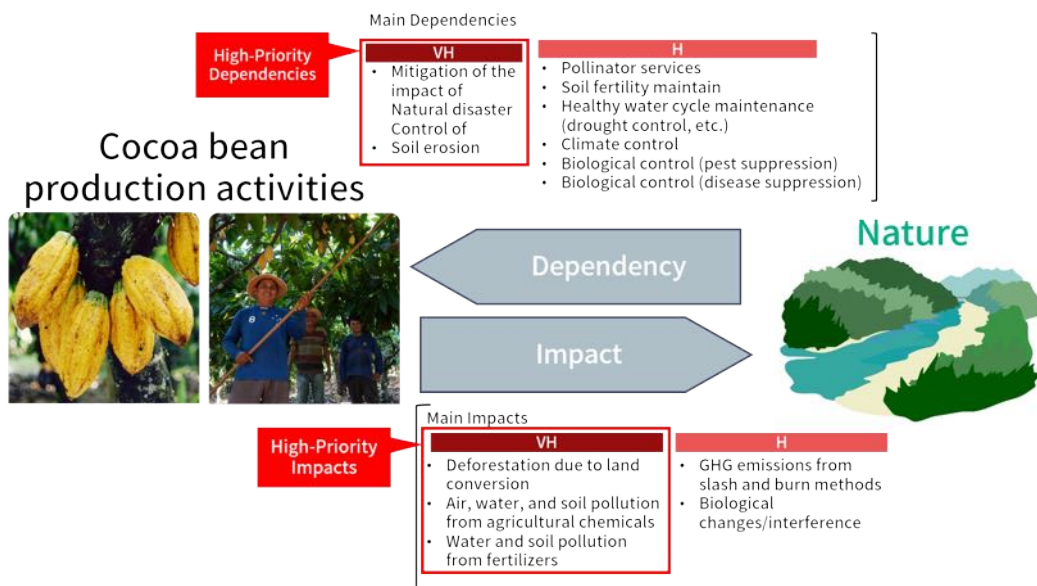 Main Dependencies
High-Priority
Dependencies
VH
• Mitigation of the
impact of
Natural disaster
Control of
• Soil erosion
H
• Pollinator services
• Soil fertility maintain
• Healthy water cycle maintenance
(drought control, etc.)
• Climate control
• Biological control (pest suppression)
• Biological control (disease suppression)
Cocoa bean
production activities
Nature
Dependency
Impact
Main Impacts
High-Priority
Impacts
VH
• Deforestation due to land
conversion
• Air, water, and soil pollution
from agricultural chemicals
• Water and soil pollution
from fertilizers
H
• GHG emissions from
slash and burn methods
• Biological
changes/interference